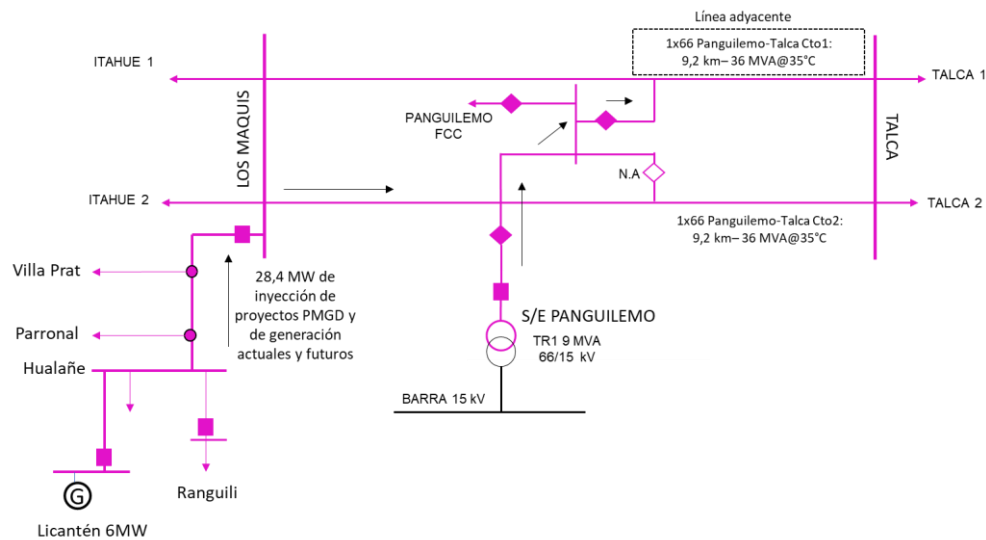 Línea adyacente
1x66 Panguilemo-Talca Cto1:
9,2 km– 36 MVA@35°C
ITAHUE 1
TALCA 1
PANGUILEMO
FCC
LOS MAQUIS
TALCA
N.A
ITAHUE 2
TALCA 2
1x66 Panguilemo-Talca Cto2:
9,2 km– 36 MVA@35°C
Villa Prat
28,4 MW de
inyección de
proyectos PMGD y
de generación
actuales y futuros
S/E PANGUILEMO
TR1 9 MVA
66/15 kV
Parronal
Hualañe
BARRA 15 kV
Ranguili
G
Licantén 6MW